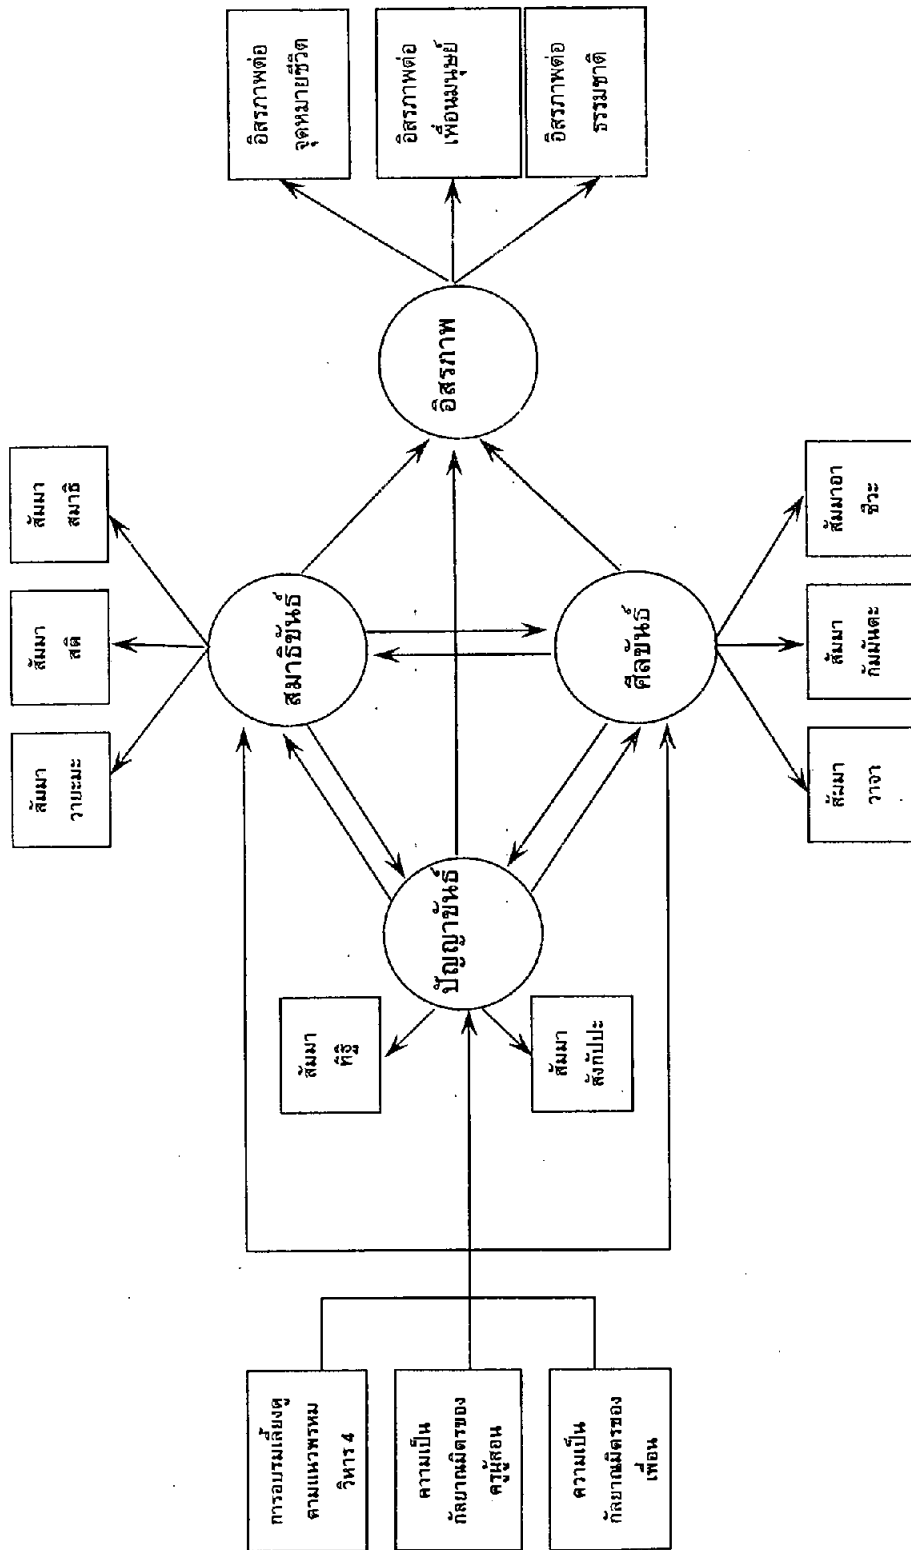 การอบรมเลี้ยงดู
ตามแนวพรหม
วิหาร 4
ความเป็น
กัลยาณมิตรของ
ครูผู้สอน
ความเป็น
กัลยาณมิตรของ
เพื่อน
สัมมา
ทิฐิ
สัมมา
สังกัปปะ
ปัญญาขันธ์
สัมมา
วายะมะ
สัมมา
สติ
สัมมา
สมาธิ
สมาธิขันธ์
ศีลขันธ์
สัมมา
วาจา
สัมมา
กัมมันตะ
สัมมาอา
ชีวะ
อิสรภาพ
อิสรภาพต่อ
จุดหมายชีวิต
อิสรภาพต่อ
เพื่อนมนุษย์
อิสรภาพต่อ
ธรรมชาติ